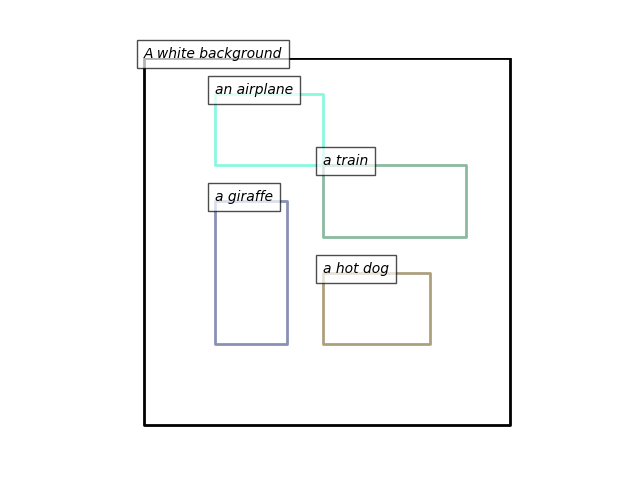 A white background
an airplane
a train
a giraffe
a hot dog